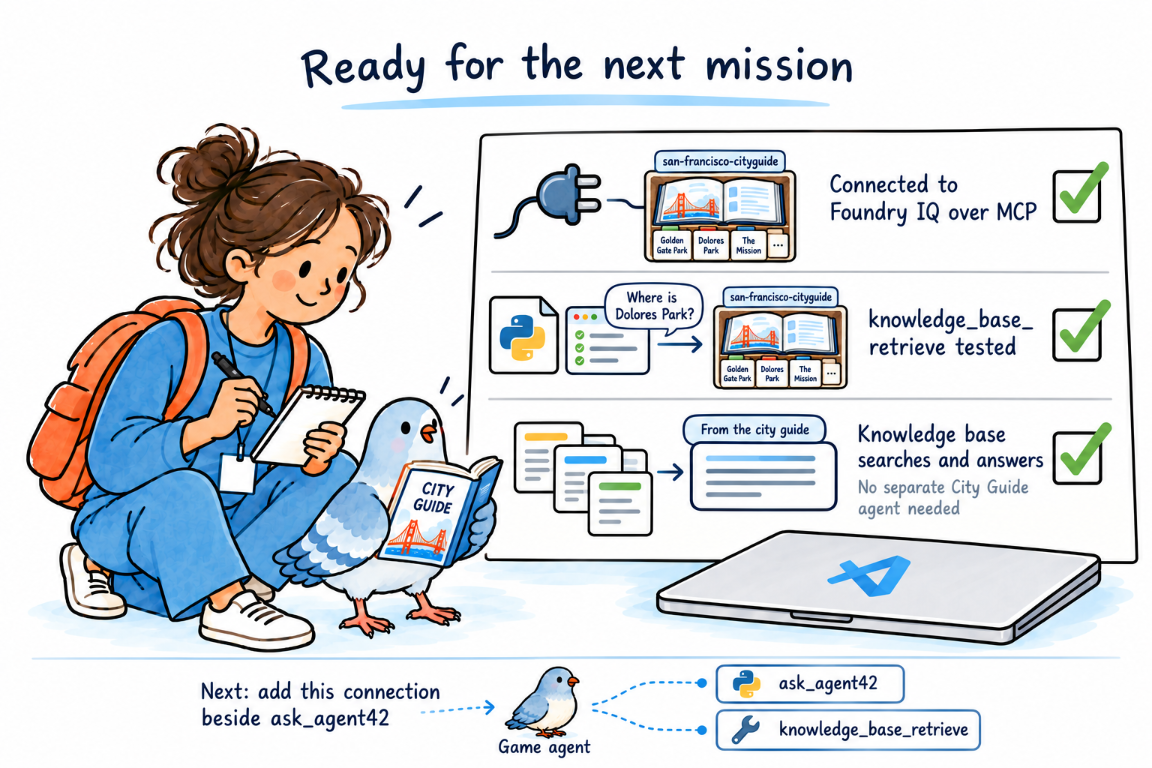 Ready for the next mission
san-francisco-cityguide
Golden
Gate Park
Dolores
Park
The
Mission
...
Connected to
Foundry IQ over MCP
Where is
Dolores Park?
san-francisco-cityguide
Golden
Gate Park
Dolores
Park
The
Mission
...
knowledge_base_
retrieve tested
From the city guide
Knowledge base
searches and answers
No separate City Guide
agent needed
CITY
GUIDE
Next: add this connection
beside ask_agent42
Game agent
ask_agent42
knowledge_base_retrieve